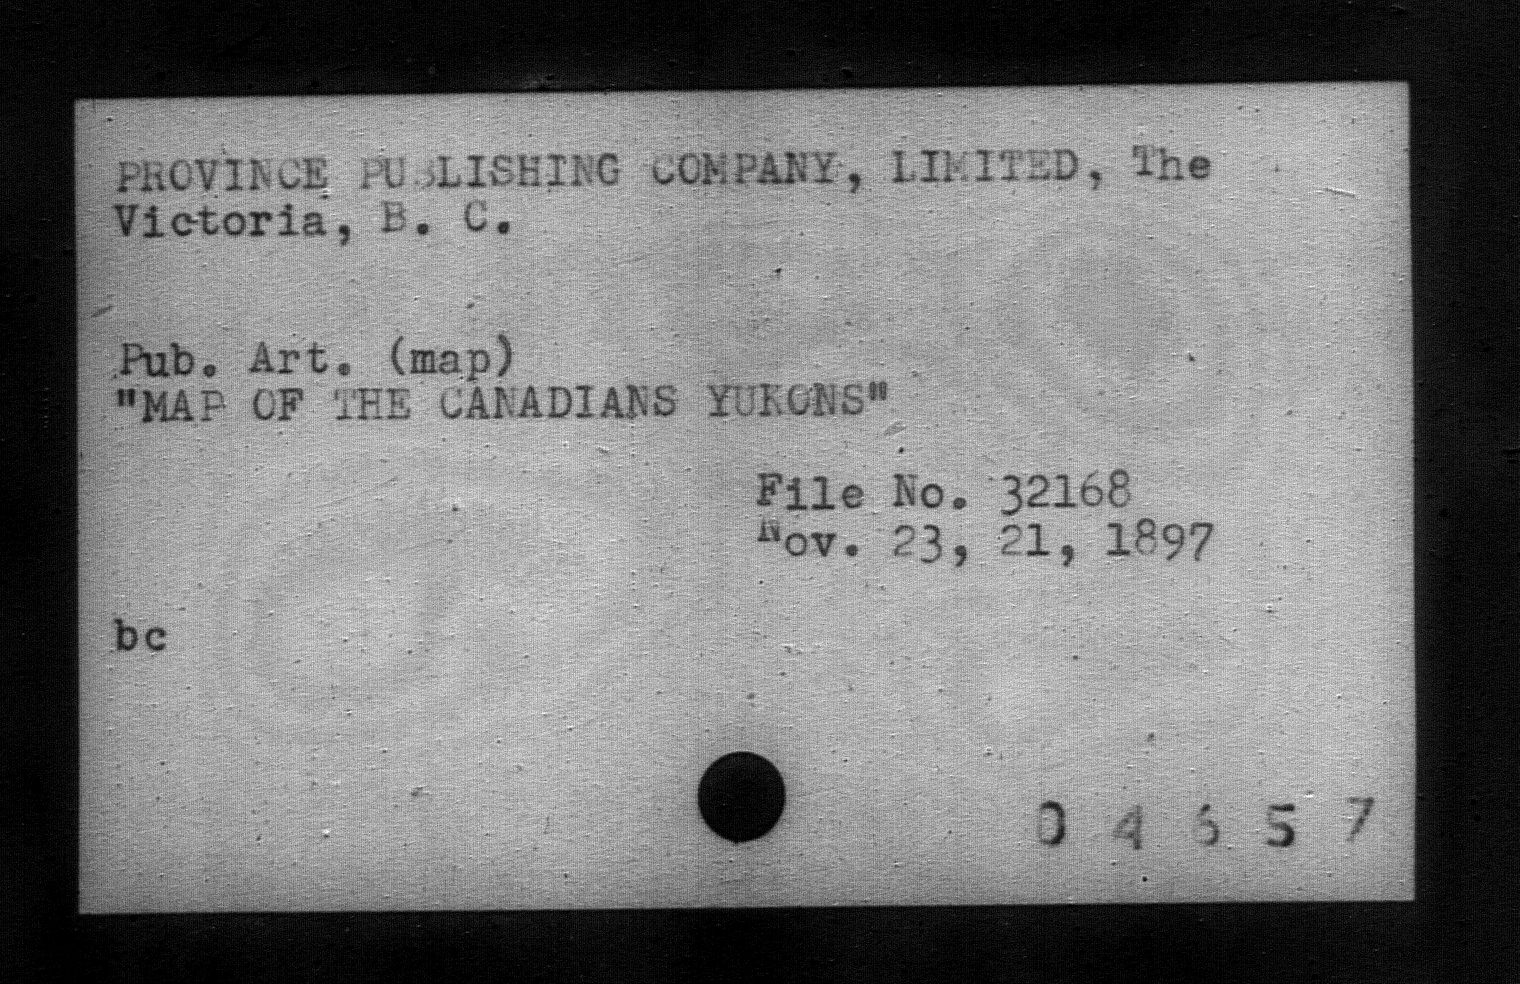 PROVINCE PUBLISHING COMPANY, LIMITED, The
Victoria, B. C.
Pub. Art. (map)
"MAP OF THE CANADIANS YUKONS"
File No. 32168
Nov. 23, 21, 1897
bc
0 4 6 5 7